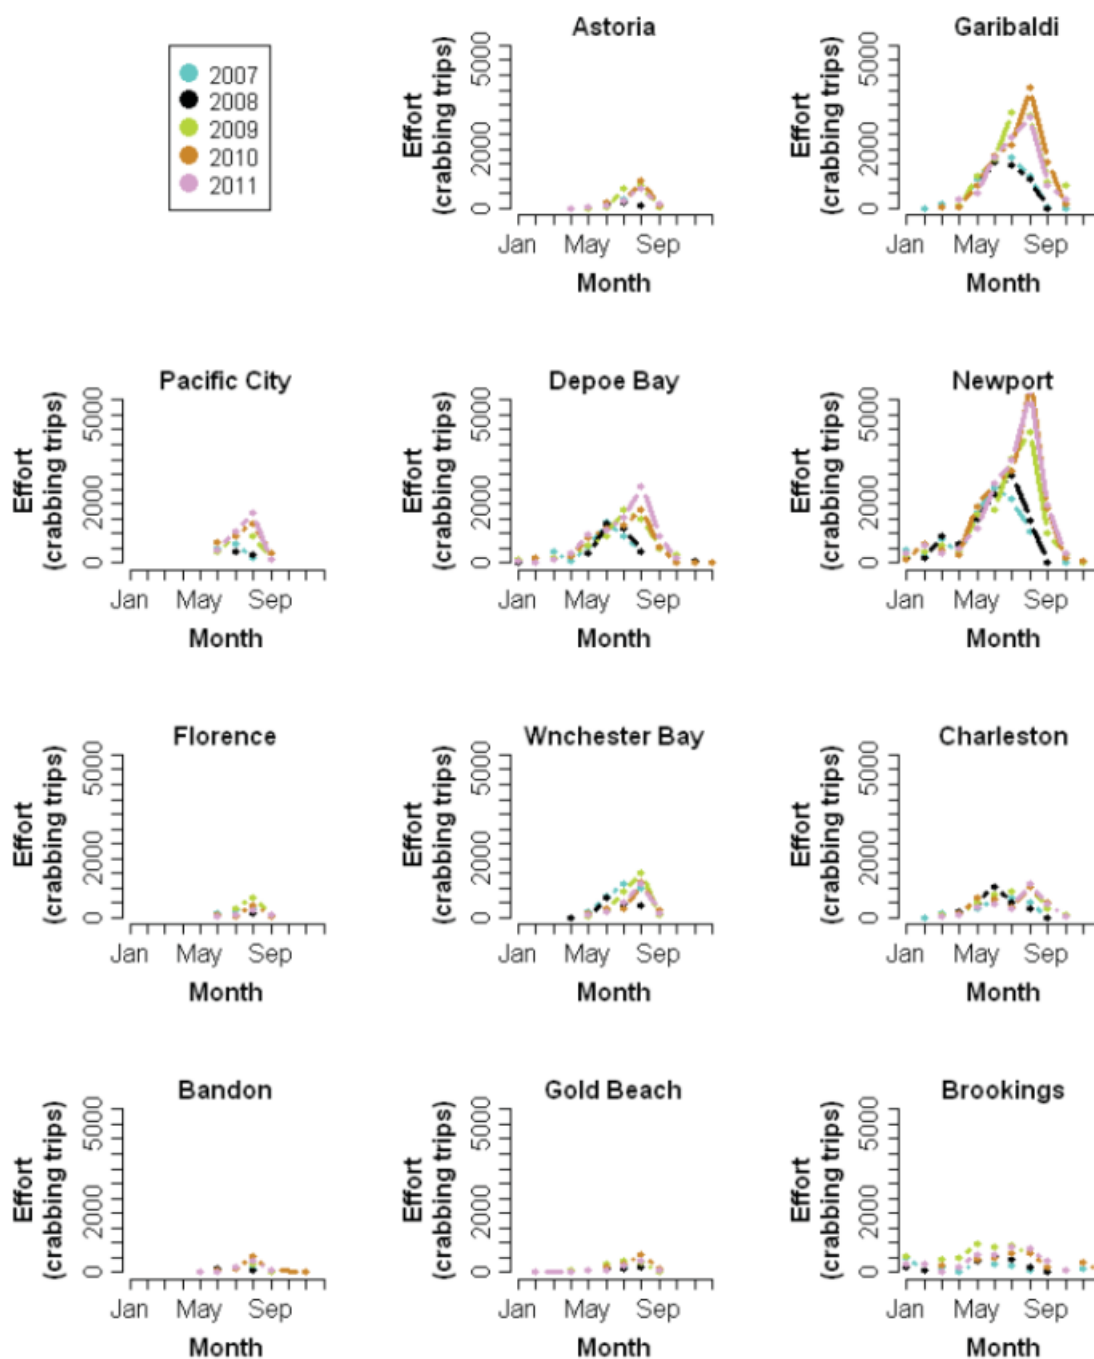 2007
2008
2009
2010
2011
Astoria
Effort
(crabbing trips)
5000
2000
0
Jan May Sep
Month
Garibaldi
Effort
(crabbing trips)
5000
2000
0
Jan May Sep
Month
Pacific City
Effort
(crabbing trips)
5000
2000
0
Jan May Sep
Month
Depoe Bay
Effort
(crabbing trips)
5000
2000
0
Jan May Sep
Month
Newport
Effort
(crabbing trips)
5000
2000
0
Jan May Sep
Month
Florence
Effort
(crabbing trips)
5000
2000
0
Jan May Sep
Month
Wnchester Bay
Effort
(crabbing trips)
5000
2000
0
Jan May Sep
Month
Charleston
Effort
(crabbing trips)
5000
2000
0
Jan May Sep
Month
Bandon
Effort
(crabbing trips)
5000
2000
0
Jan May Sep
Month
Gold Beach
Effort
(crabbing trips)
5000
2000
0
Jan May Sep
Month
Brookings
Effort
(crabbing trips)
5000
2000
0
Jan May Sep
Month